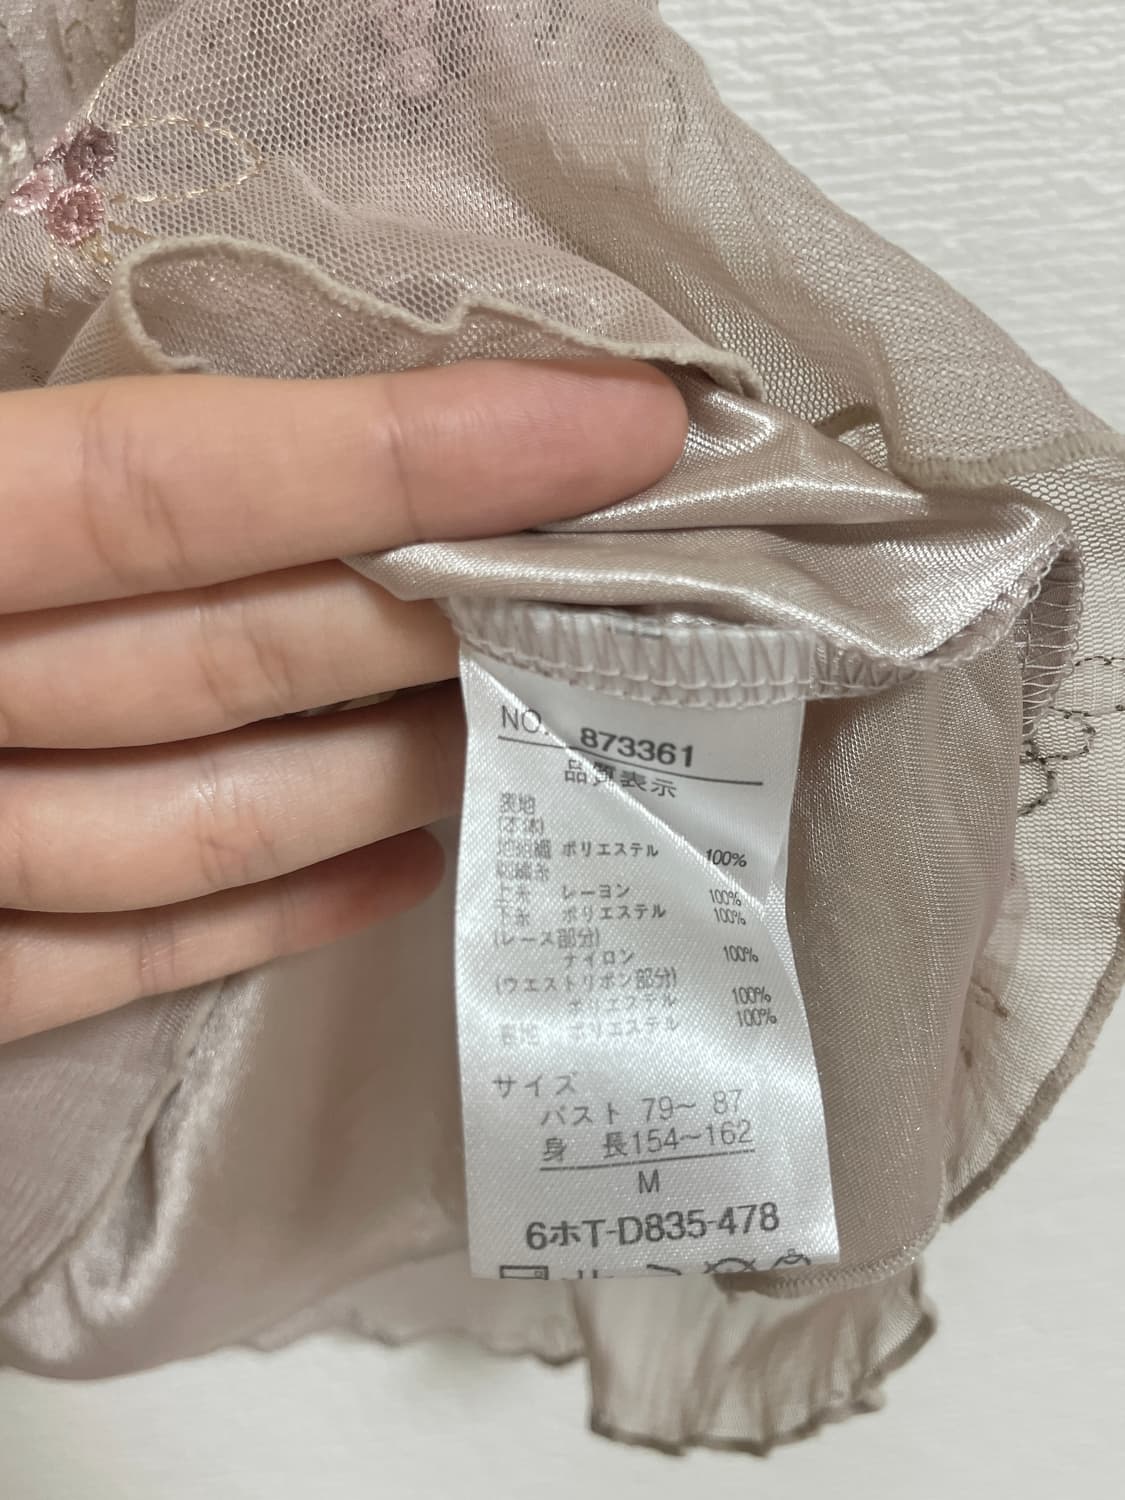 NO. 873361
品質表示
表地
(本体)
地組織 ポリエステル 100%
刺繍糸
上糸 レーヨン 100%
下糸 ポリエステル 100%
(レース部分)
ナイロン 100%
(ウエストリボン部分)
ポリエステル 100%
裏地 ポリエステル 100%
サイズ
バスト 79~ 87
身 長154~162
M
6ホT-D835-478